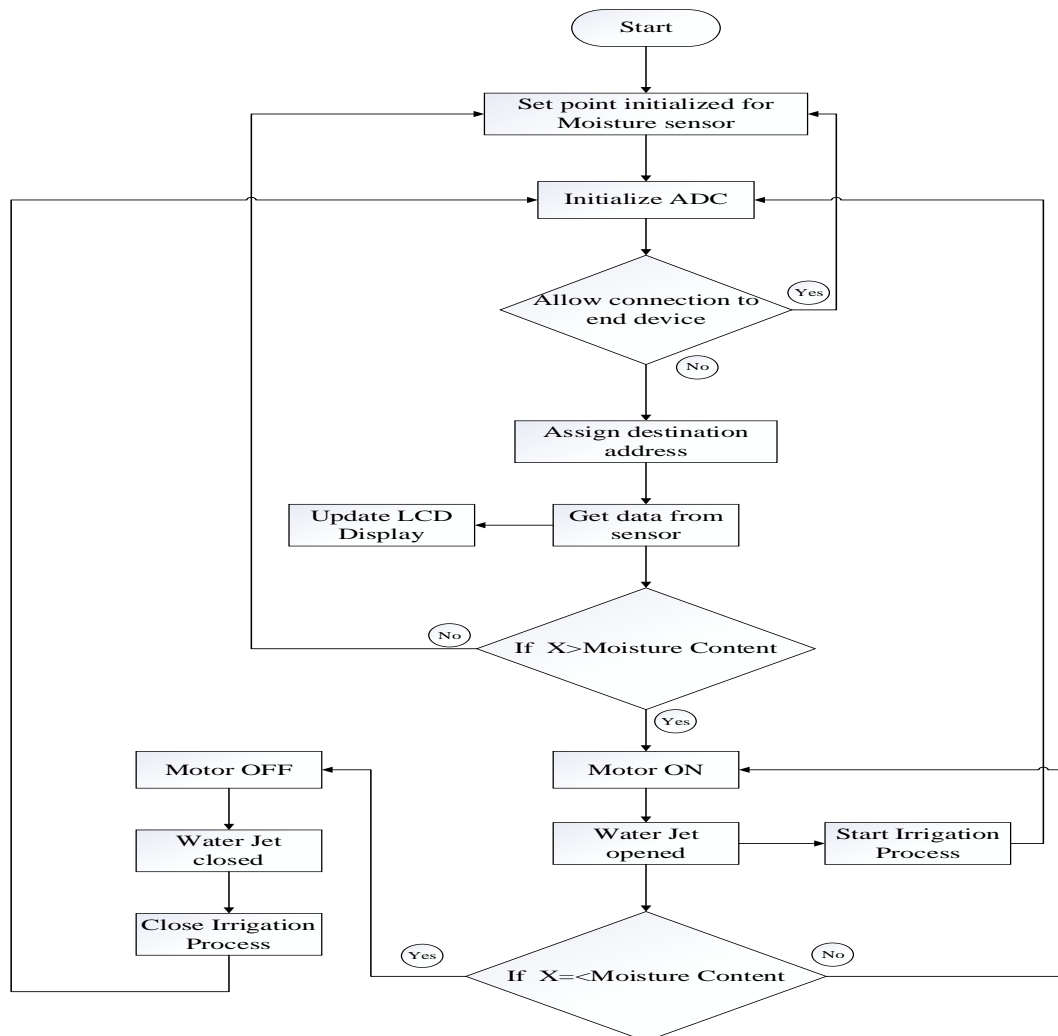 Start
Set point initialized for
Moisture sensor
Initialize ADC
Allow connection to
end device
Yes
No
Assign destination
address
Update LCD
Display
Get data from
sensor
No
If X>Moisture Content
Yes
Motor OFF
Motor ON
Water Jet
closed
Water Jet
opened
Start Irrigation
Process
Close Irrigation
Process
Yes
If X=<Moisture Content
No